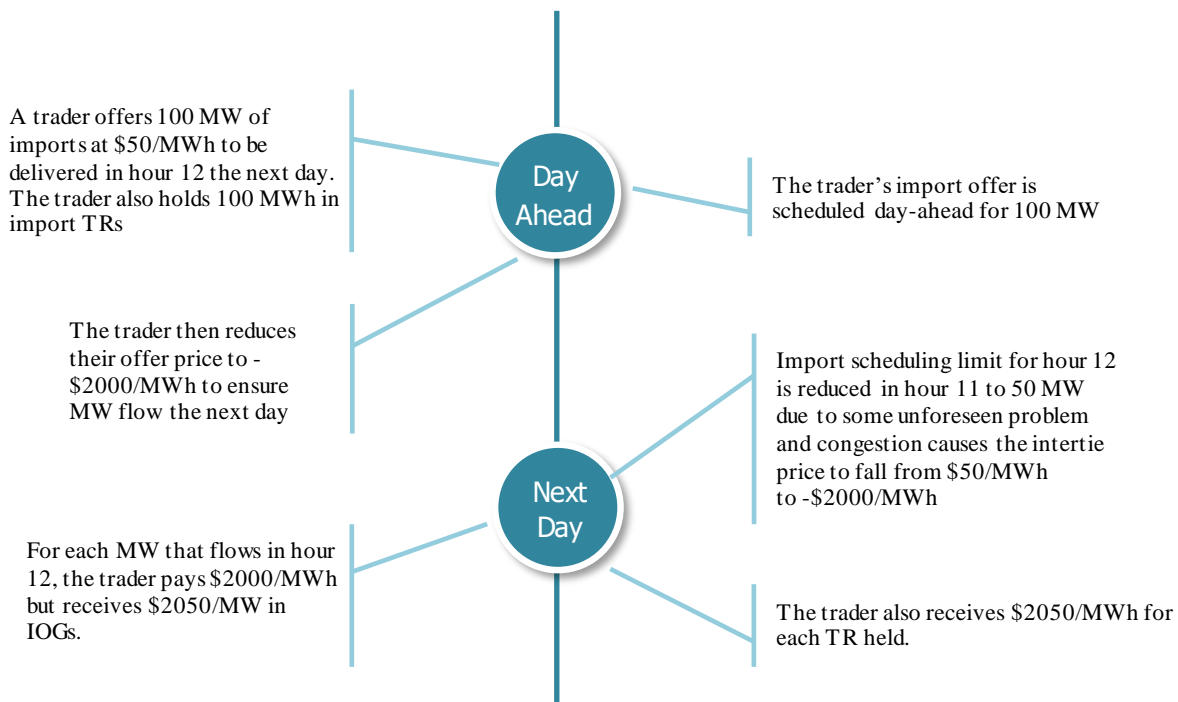 A trader offers 100 MW of
imports at $50/MWh to be
delivered in hour 12 the next day.
The trader also holds 100 MWh in
import TRs
Day
Ahead
The trader's import offer is
scheduled day-ahead for 100 MW
The trader then reduces
their offer price to -
$2000/MWh to ensure
MW flow the next day
Import scheduling limit for hour 12
is reduced in hour 11 to 50 MW
due to some unforeseen problem
and congestion causes the intertie
price to fall from $50/MWh
to -$2000/MWh
Next
Day
For each MW that flows in hour
12, the trader pays $2000/MWh
but receives $2050/MW in
IOGs.
The trader also receives $2050/MWh for
each TR held.